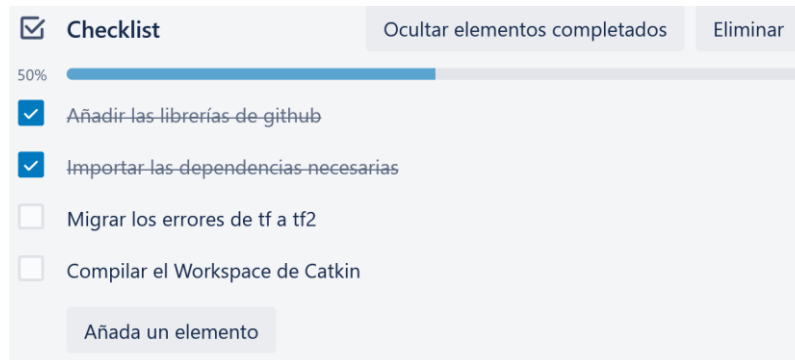 Checklist Ocultar elementos completados Eliminar
50%
Añadir las librerías de github
Importar las dependencias necesarias
Migrar los errores de tf a tf2
Compilar el Workspace de Catkin
Añada un elemento